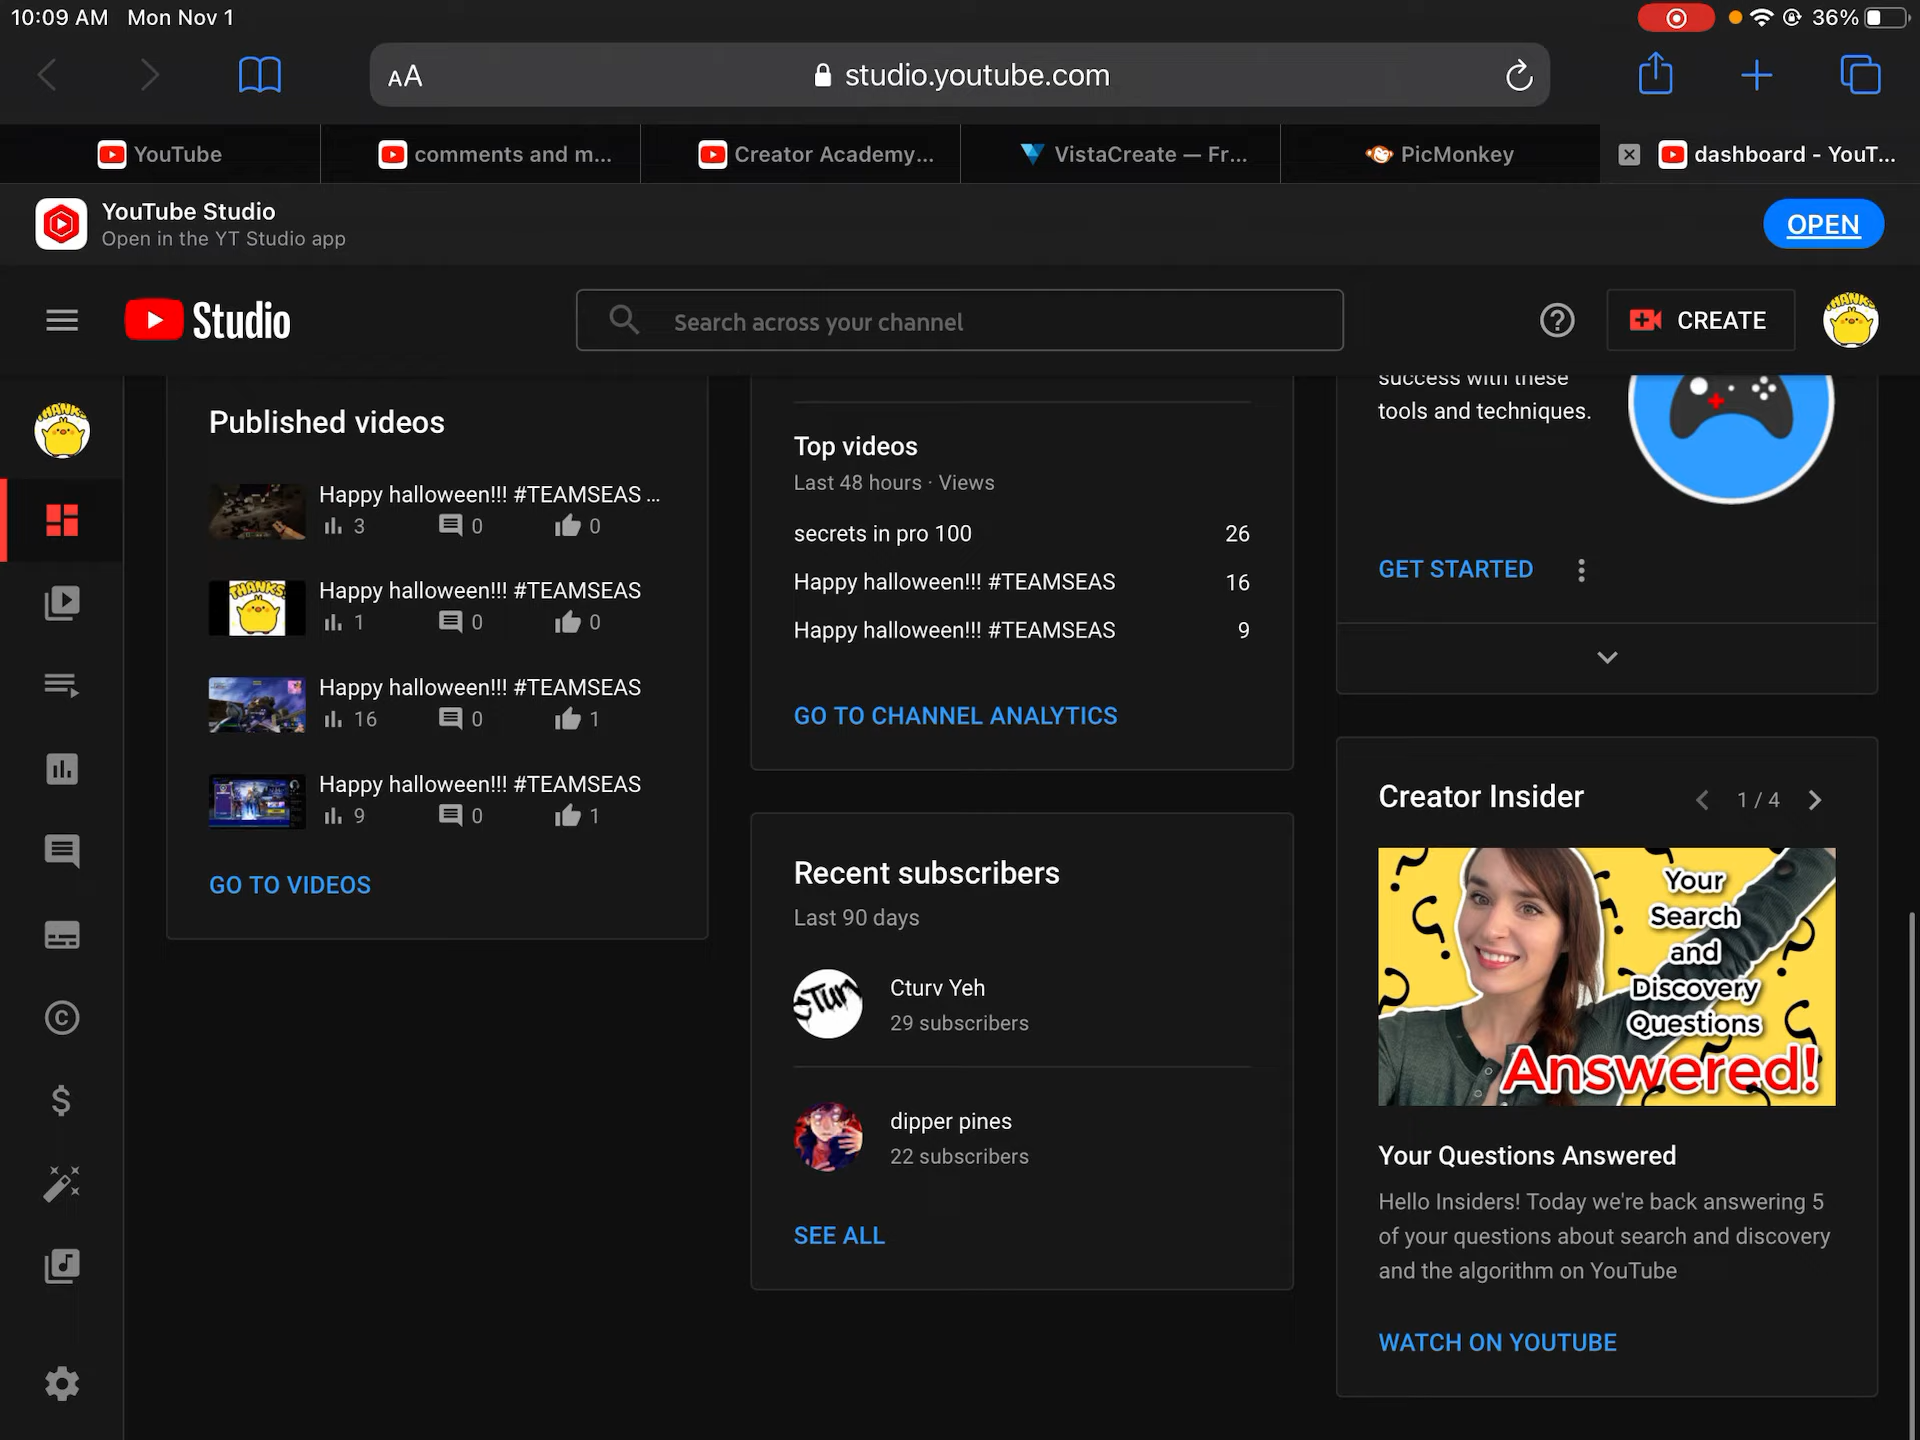 10:09 AM Mon Nov 1
36%
AA studio.youtube.com
YouTube
comments and m...
Creator Academy...
VistaCreate — Fr...
PicMonkey
dashboard - YouT...
YouTube Studio
Open in the YT Studio app
OPEN
Studio
Search across your channel
CREATE
THANKS
THANKS
Published videos
Happy halloween!!! #TEAMSEAS ...
3 0 0
THANKS
Happy halloween!!! #TEAMSEAS
1 0 0
Happy halloween!!! #TEAMSEAS
16 0 1
Happy halloween!!! #TEAMSEAS
9 0 1
GO TO VIDEOS
Top videos
Last 48 hours · Views
secrets in pro 100 26
Happy halloween!!! #TEAMSEAS 16
Happy halloween!!! #TEAMSEAS 9
GO TO CHANNEL ANALYTICS
Recent subscribers
Last 90 days
Cturv Yeh
29 subscribers
dipper pines
22 subscribers
SEE ALL
success with these
tools and techniques.
GET STARTED
Creator Insider
1 / 4
Your
Search
and
Discovery
Questions
Answered!
Your Questions Answered
Hello Insiders! Today we're back answering 5
of your questions about search and discovery
and the algorithm on YouTube
WATCH ON YOUTUBE